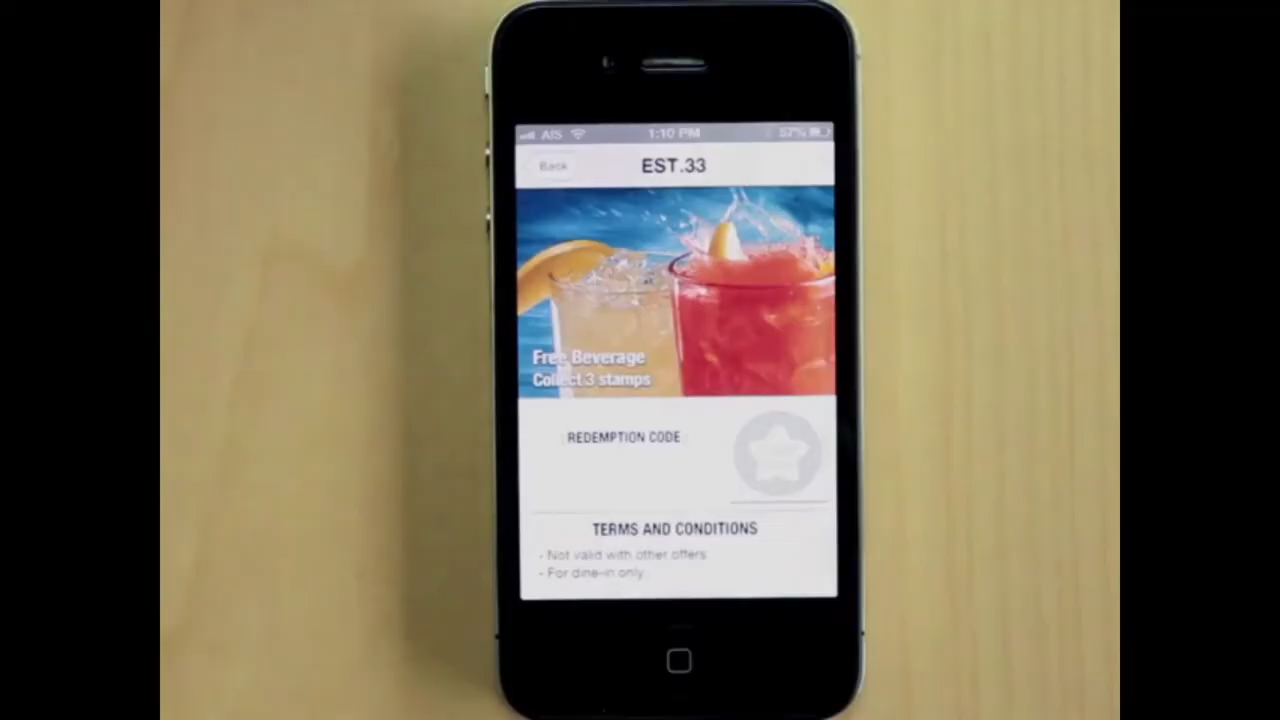 AIS 1:10 PM 57%
Back EST.33
Free Beverage
Collect 3 stamps
REDEMPTION CODE
TERMS AND CONDITIONS
- Not valid with other offers
- For dine-in only